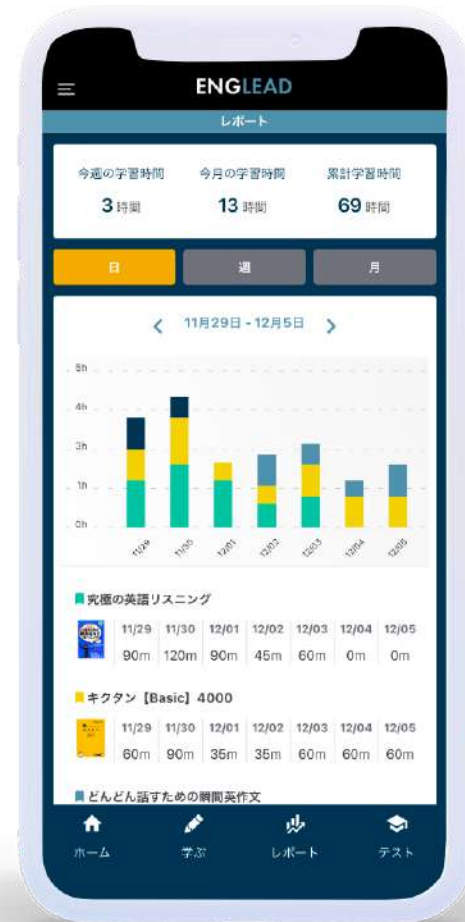 ENGLEAD
レポート
今週の学習時間 今月の学習時間 累計学習時間
3時間 13時間 69時間
日 週 月
11月29日 - 12月5日
5h
4h
3h
1h
0h
11/29 11/30 12/01 12/02 12/03 12/04 12/05
究極の英語リスニング
11/29 11/30 12/01 12/02 12/03 12/04 12/05
90m 120m 90m 45m 60m 0m 0m
キクタン【Basic】4000
11/29 11/30 12/01 12/02 12/03 12/04 12/05
60m 90m 35m 35m 60m 60m 60m
どんどん話すための瞬間英作文
ホーム 学ぶ レポート テスト